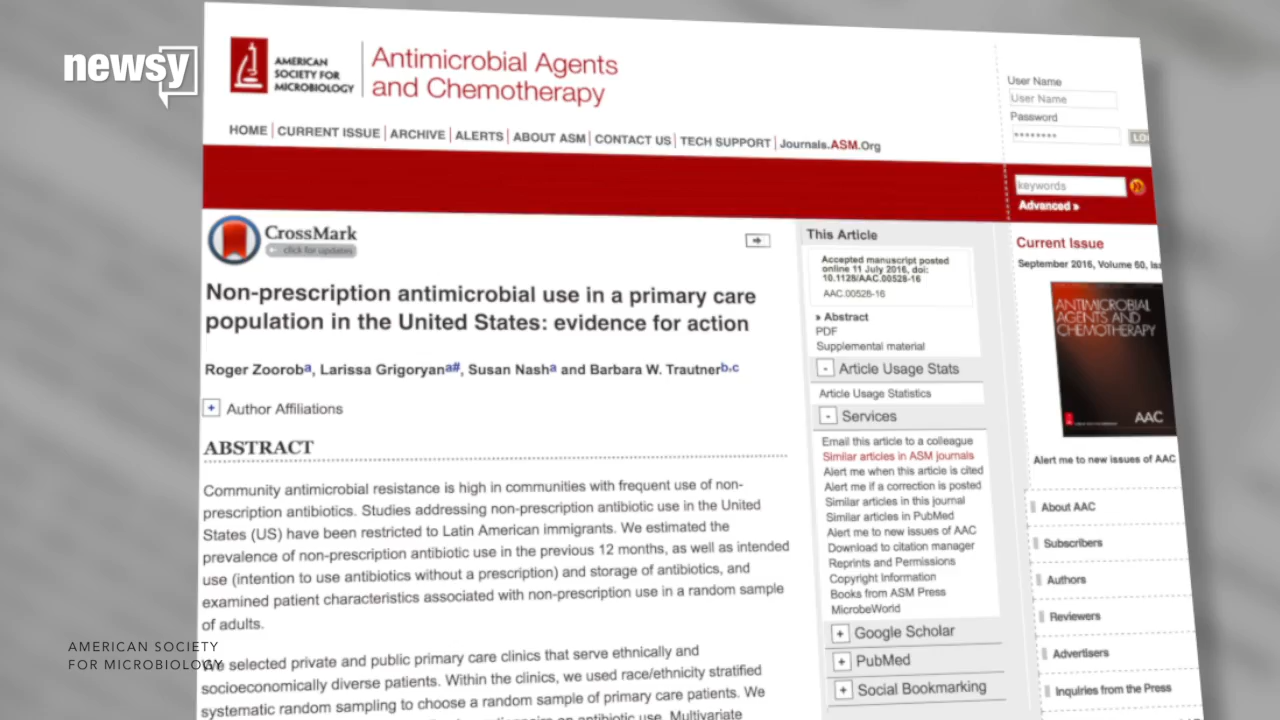 newsy
AMERICAN
SOCIETY FOR
MICROBIOLOGY
Antimicrobial Agents
and Chemotherapy
HOME CURRENT ISSUE ARCHIVE ALERTS ABOUT ASM CONTACT US TECH SUPPORT Journals.ASM.Org
User Name
User Name
Password
********
keywords
Advanced »
CrossMark
click for updates
Non-prescription antimicrobial use in a primary care
population in the United States: evidence for action
Roger Zooroba, Larissa Grigoryana#, Susan Nasha and Barbara W. Trautnerb,c
+ Author Affiliations
ABSTRACT
Community antimicrobial resistance is high in communities with frequent use of non-
prescription antibiotics. Studies addressing non-prescription antibiotic use in the United
States (US) have been restricted to Latin American immigrants. We estimated the
prevalence of non-prescription antibiotic use in the previous 12 months, as well as intended
use (intention to use antibiotics without a prescription) and storage of antibiotics, and
examined patient characteristics associated with non-prescription use in a random sample
of adults.
selected private and public primary care clinics that serve ethnically and
socioeconomically diverse patients. Within the clinics, we used race/ethnicity stratified
systematic random sampling to choose a random sample of primary care patients. We
on antibiotic use. Multivariate
This Article
Accepted manuscript posted
online 11 July 2016, doi:
10.1128/AAC.00528-16
AAC.00528-16
» Abstract
PDF
Supplemental material
- Article Usage Stats
Article Usage Statistics
- Services
Email this article to a colleague
Similar articles in ASM journals
Alert me when this article is cited
Alert me if a correction is posted
Similar articles in this journal
Similar articles in PubMed
Alert me to new issues of AAC
Download to citation manager
Reprints and Permissions
Copyright Information
Books from ASM Press
MicrobeWorld
+ Google Scholar
+ PubMed
+ Social Bookmarking
Current Issue
September 2016, Volume 60,
ANTIMICROBIAL
AGENTS AND
CHEMOTHERAPY
AAC
Alert me to new issues of AAC
About AAC
Subscribers
Authors
Reviewers
Advertisers
Inquiries from the Press
AMERICAN SOCIETY
FOR MICROBIOLOGY